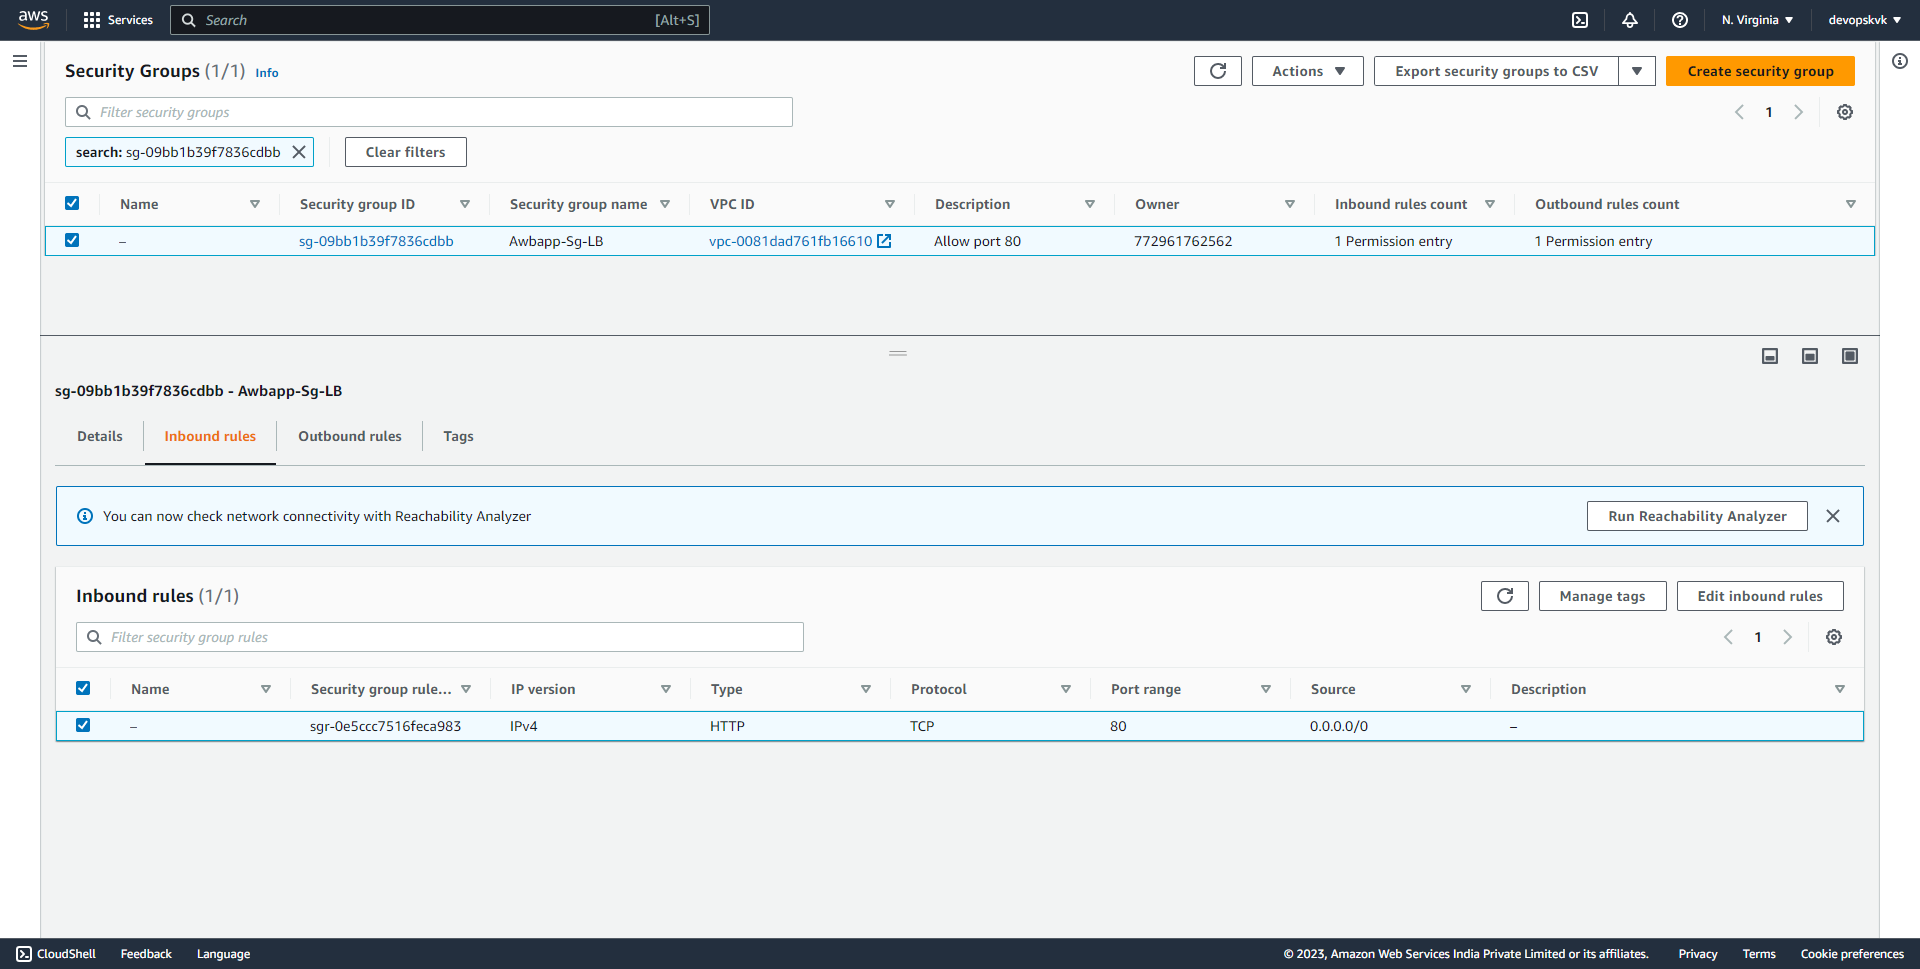 aws Services Search [Alt+S] N. Virginia devopskvk
Security Groups (1/1) Info Actions Export security groups to CSV Create security group
Filter security groups 1
search: sg-09bb1b39f7836cdbb Clear filters
Name Security group ID Security group name VPC ID Description Owner Inbound rules count Outbound rules count
– sg-09bb1b39f7836cdbb Awbapp-Sg-LB vpc-0081dad761fb16610 Allow port 80 772961762562 1 Permission entry 1 Permission entry
sg-09bb1b39f7836cdbb - Awbapp-Sg-LB
Details Inbound rules Outbound rules Tags
You can now check network connectivity with Reachability Analyzer Run Reachability Analyzer
Inbound rules (1/1) Manage tags Edit inbound rules
Filter security group rules 1
Name Security group rule... IP version Type Protocol Port range Source Description
– sgr-0e5ccc7516feca983 IPv4 HTTP TCP 80 0.0.0.0/0 –
CloudShell Feedback Language © 2023, Amazon Web Services India Private Limited or its affiliates. Privacy Terms Cookie preferences